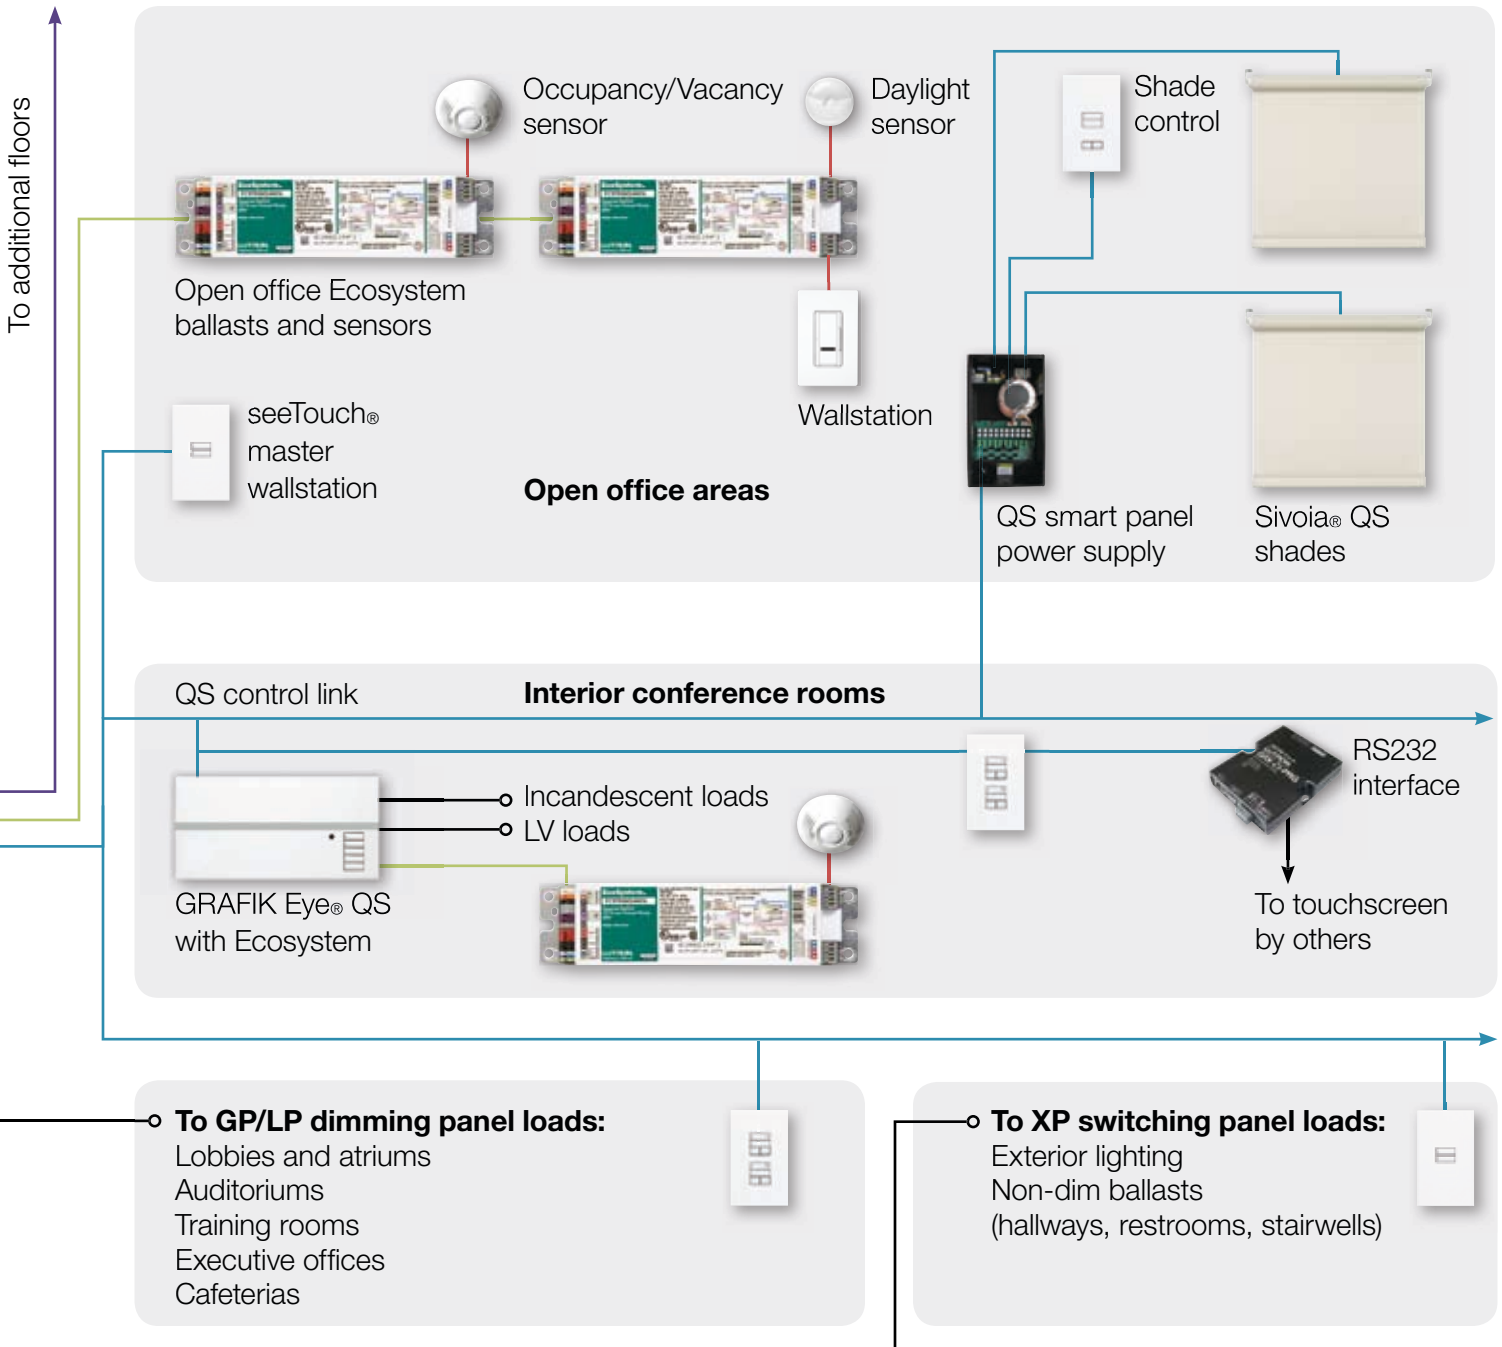 To additional floors
Occupancy/Vacancy
sensor
Daylight
sensor
Shade
control
Open office Ecosystem
ballasts and sensors
Wallstation
seeTouch®
master
wallstation
Open office areas
QS smart panel
power supply
Sivoia® QS
shades
QS control link
Interior conference rooms
RS232
interface
Incandescent loads
LV loads
GRAFIK Eye® QS
with Ecosystem
To touchscreen
by others
To GP/LP dimming panel loads:
Lobbies and atriums
Auditoriums
Training rooms
Executive offices
Cafeterias
To XP switching panel loads:
Exterior lighting
Non-dim ballasts
(hallways, restrooms, stairwells)